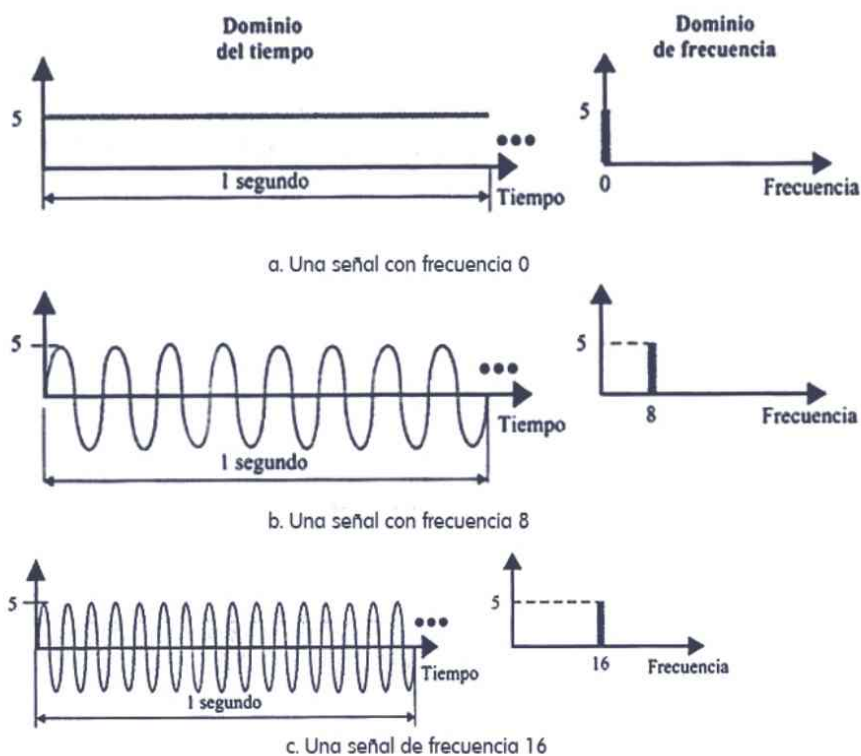 Dominio
del tiempo
Dominio
de frecuencia
5
1 segundo
Tiempo
5
0
Frecuencia
a. Una señal con frecuencia 0
5
1 segundo
Tiempo
5
8
Frecuencia
b. Una señal con frecuencia 8
5
1 segundo
Tiempo
5
16
Frecuencia
c. Una señal de frecuencia 16